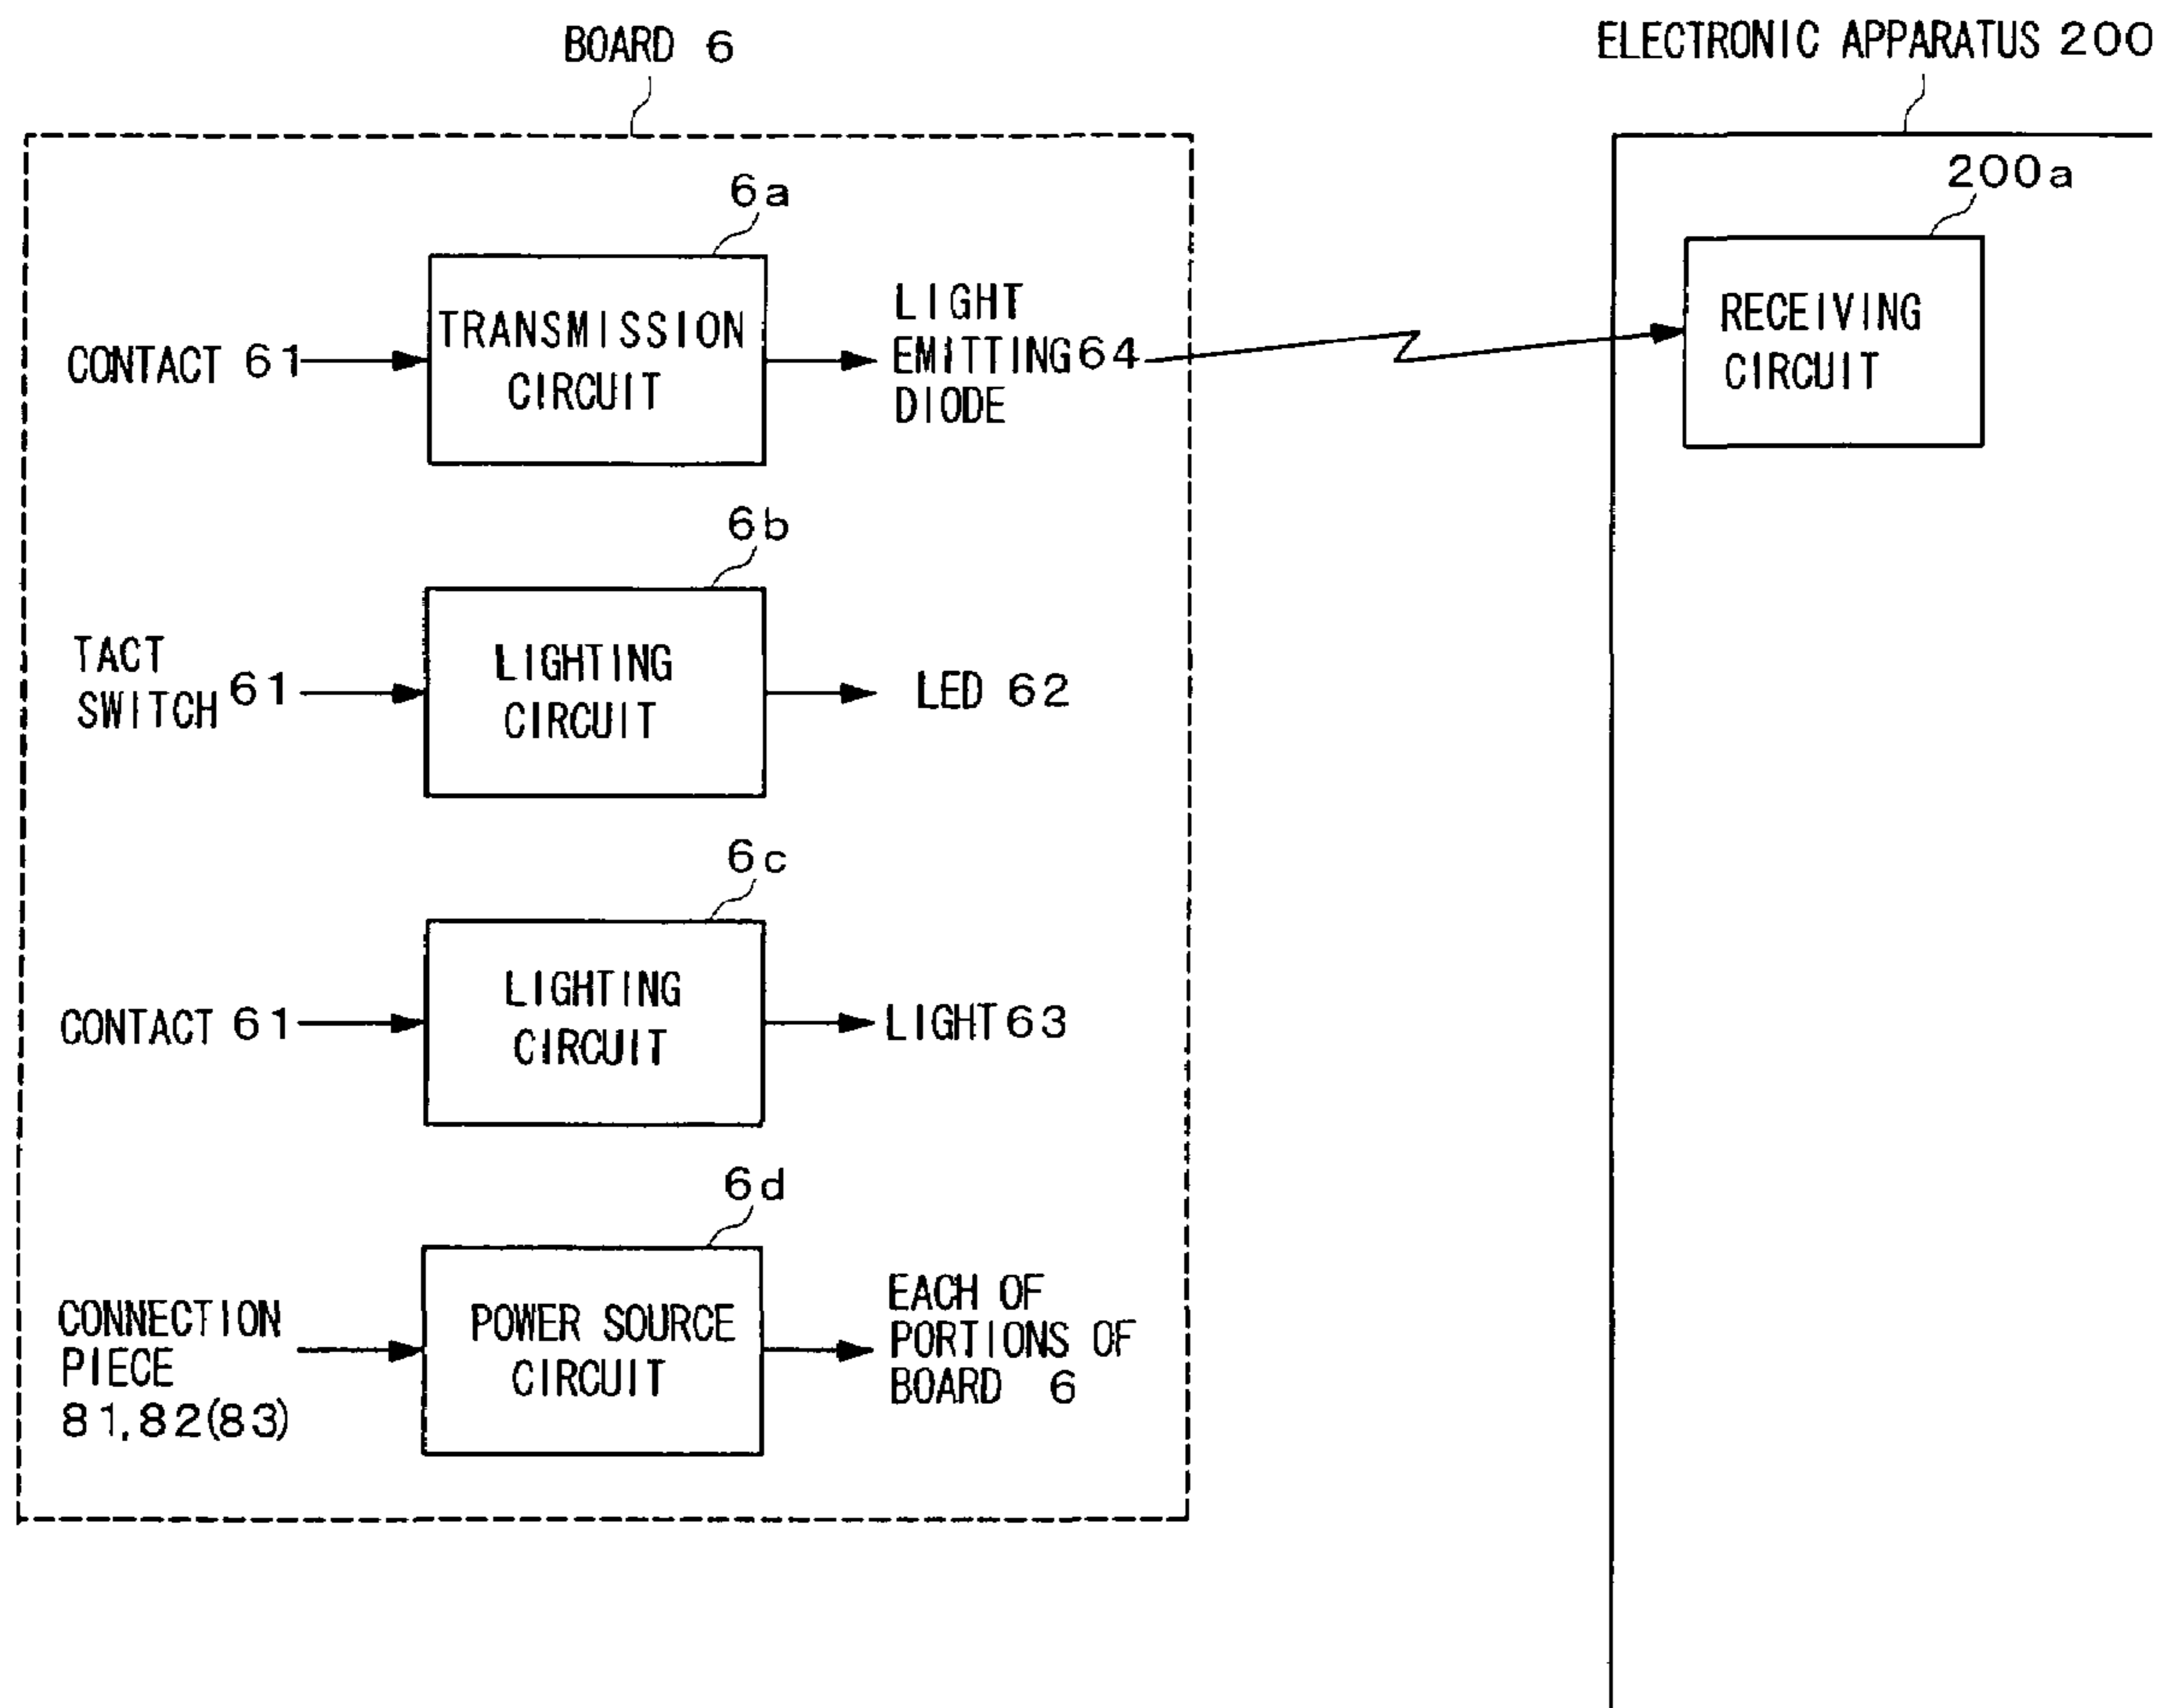 BOARD 6
ELECTRONIC APPARATUS 200
200a
RECEIVING
CIRCUIT
6a
CONTACT 61
TRANSMISSION
CIRCUIT
LIGHT
EMITTING 64
DIODE
6b
TACT
SWITCH 61
LIGHTING
CIRCUIT
LED 62
6c
CONTACT 61
LIGHTING
CIRCUIT
LIGHT 63
6d
CONNECTION
PIECE
81,82(83)
POWER SOURCE
CIRCUIT
EACH OF
PORTIONS OF
BOARD 6